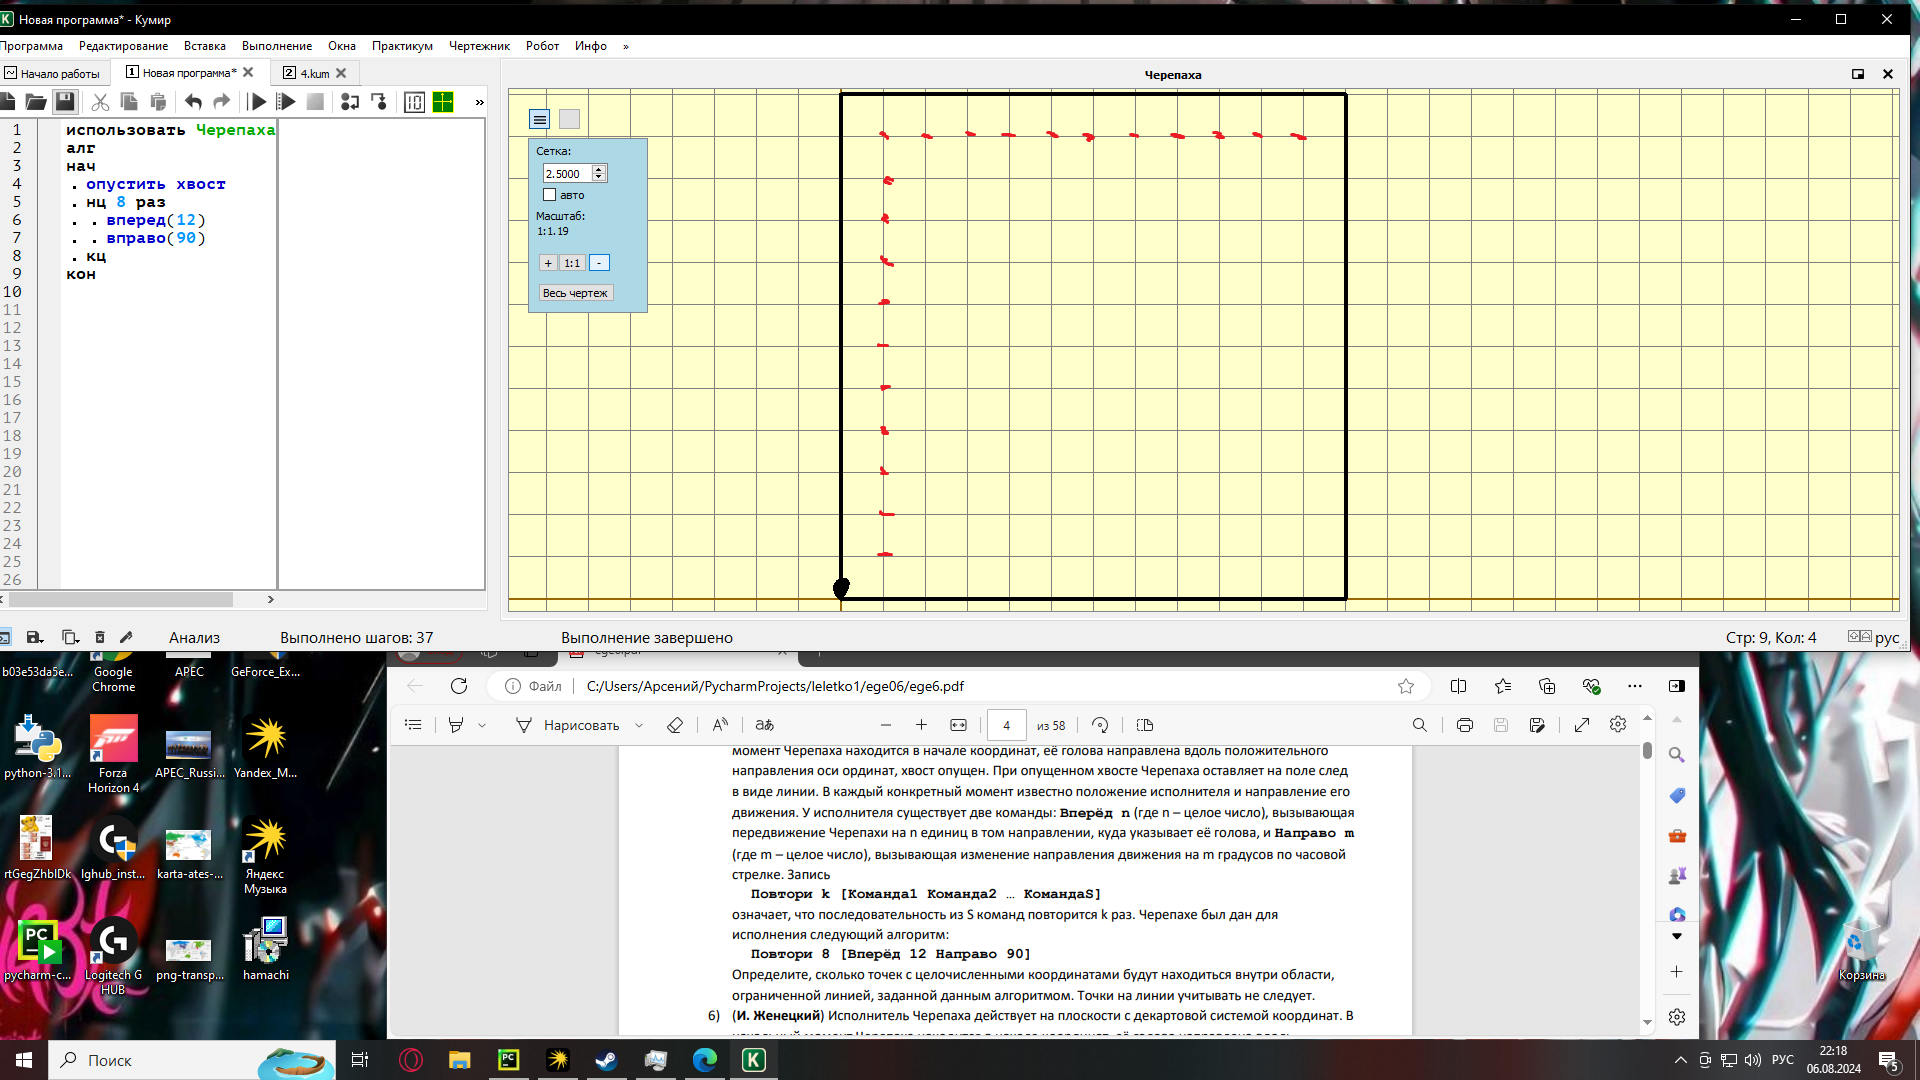 Новая программа* - Кумир
Программа Редактирование Вставка Выполнение Окна Практикум Чертежник Робот Инфо »
Начало работы 1 Новая программа* 2 4.kum
Черепаха
»
1 использовать Черепаха
2 алг
3 нач
4 . опустить хвост
5 . нц 8 раз
6 . . вперед(12)
7 . . вправо(90)
8 . кц
9 кон
10
11
12
13
14
15
16
17
18
19
20
21
22
23
24
25
26
Сетка:
2.5000
авто
Масштаб:
1:1.19
+ 1:1 -
Весь чертеж
Анализ Выполнено шагов: 37 Выполнение завершено Стр: 9, Кол: 4 рус
b03e53da5e...
Google Chrome
APEC
GeForce_Ex...
python-3.1...
Forza Horizon 4
APEC_Russi...
Yandex_M...
rtGegZhbIDk
lghub_inst...
karta-ates-...
Яндекс Музыка
pycharm-c...
Logitech G HUB
png-transp...
hamachi
Файл C:/Users/Арсений/PycharmProjects/leletko1/ege06/ege6.pdf
Нарисовать 4 из 58
момент Черепаха находится в начале координат, её голова направлена вдоль положительного
направления оси ординат, хвост опущен. При опущенном хвосте Черепаха оставляет на поле след
в виде линии. В каждый конкретный момент известно положение исполнителя и направление его
движения. У исполнителя существует две команды: Вперёд n (где n – целое число), вызывающая
передвижение Черепахи на n единиц в том направлении, куда указывает её голова, и Направо m
(где m – целое число), вызывающая изменение направления движения на m градусов по часовой
стрелке. Запись
Повтори k [Команда1 Команда2 … КомандаS]
означает, что последовательность из S команд повторится k раз. Черепахе был дан для
исполнения следующий алгоритм:
Повтори 8 [Вперёд 12 Направо 90]
Определите, сколько точек с целочисленными координатами будут находиться внутри области,
ограниченной линией, заданной данным алгоритмом. Точки на линии учитывать не следует.
6) (И. Женецкий) Исполнитель Черепаха действует на плоскости с декартовой системой координат. В
Корзина
Поиск
РУС
22:18
06.08.2024
5